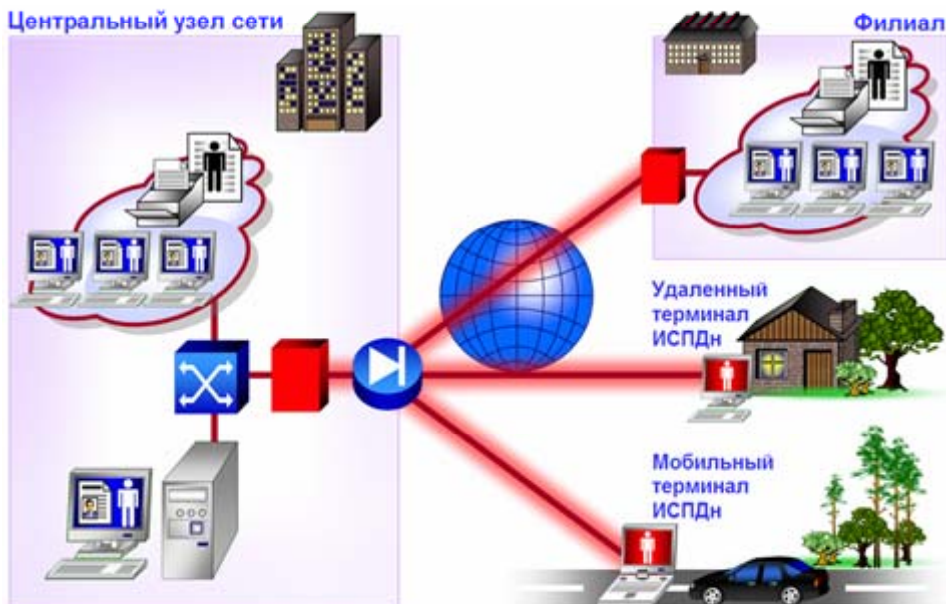 Центральный узел сети
Филиал
Удаленный
терминал
ИСПДн
Мобильный
терминал
ИСПДн